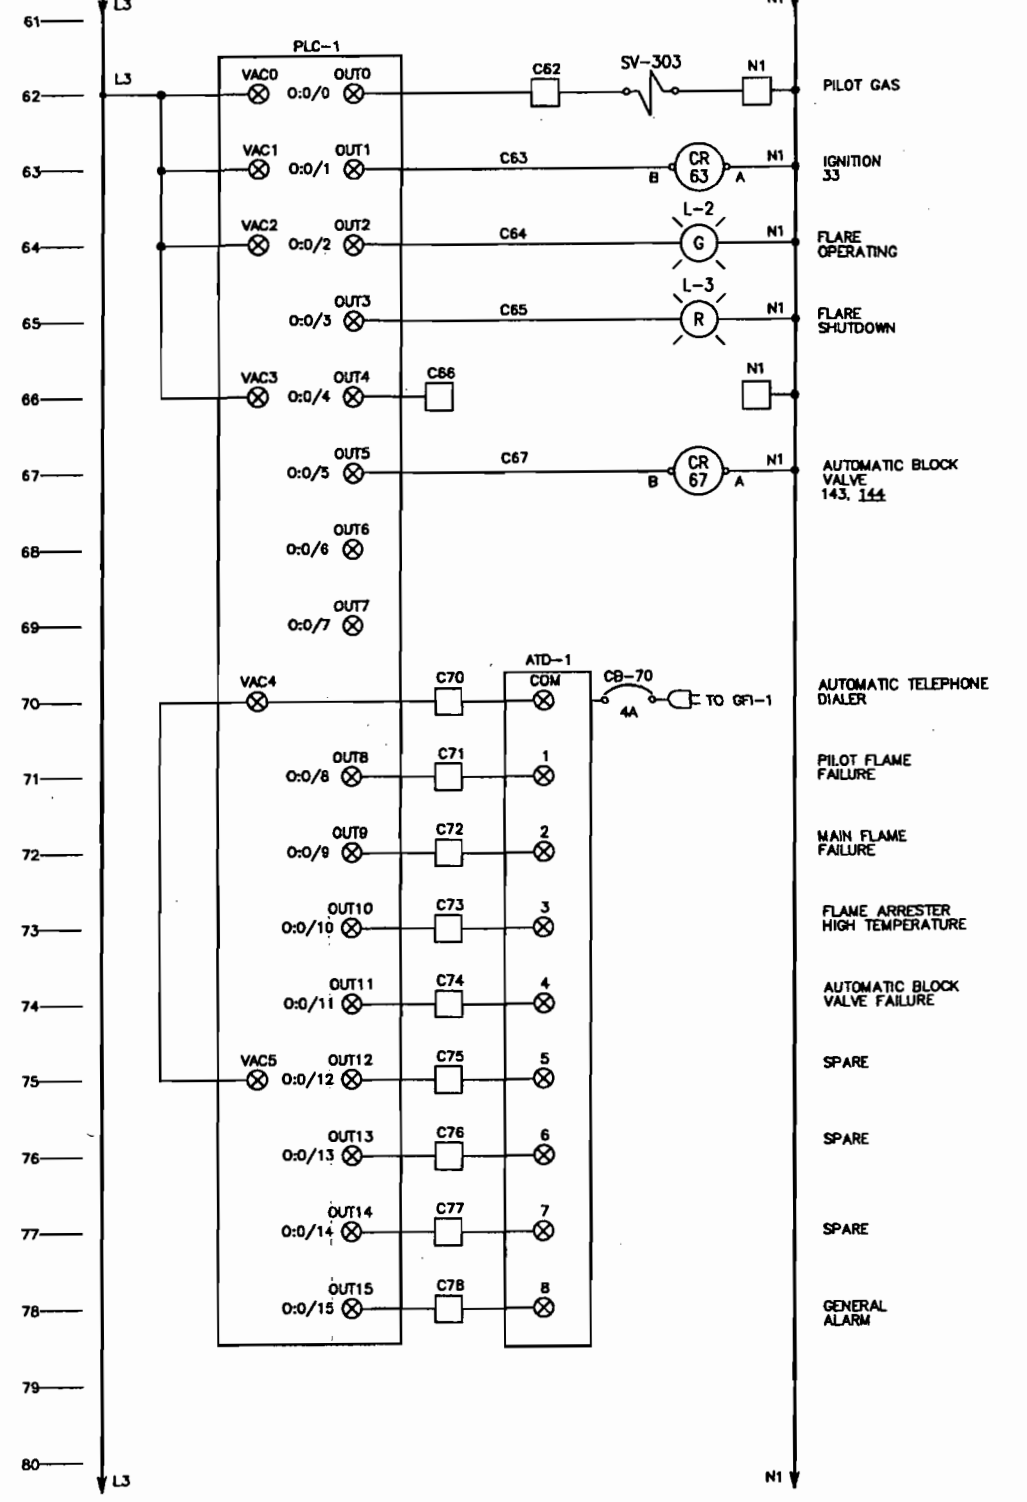 L3
N1
61
PLC-1
L3
VAC0
OUT0
C62
SV-303
N1
62
0:0/0
PILOT GAS
VAC1
OUT1
C63
CR
63
B
A
N1
63
0:0/1
IGNITION
33
L-2
VAC2
OUT2
C64
G
N1
64
0:0/2
FLARE
OPERATING
L-3
OUT3
C65
R
N1
65
0:0/3
FLARE
SHUTDOWN
VAC3
OUT4
C66
N1
66
0:0/4
OUT5
C67
CR
67
B
A
N1
67
0:0/5
AUTOMATIC BLOCK
VALVE
143, 144
OUT6
68
0:0/6
OUT7
69
0:0/7
ATD-1
VAC4
C70
COM
CB-70
4A
TO GFI-1
70
AUTOMATIC TELEPHONE
DIALER
OUT8
C71
1
71
0:0/8
PILOT FLAME
FAILURE
OUT9
C72
2
72
0:0/9
MAIN FLAME
FAILURE
OUT10
C73
3
73
0:0/10
FLAME ARRESTER
HIGH TEMPERATURE
OUT11
C74
4
74
0:0/11
AUTOMATIC BLOCK
VALVE FAILURE
VAC5
OUT12
C75
5
75
0:0/12
SPARE
OUT13
C76
6
76
0:0/13
SPARE
OUT14
C77
7
77
0:0/14
SPARE
OUT15
C78
8
78
0:0/15
GENERAL
ALARM
79
80
L3
N1